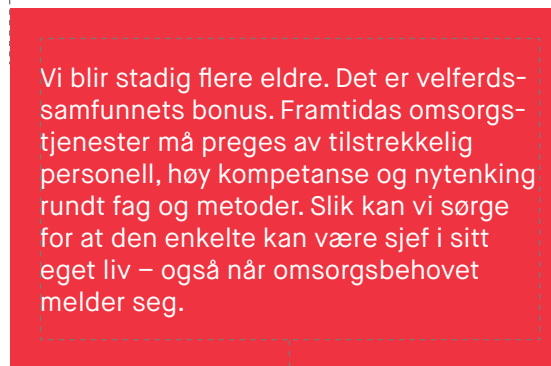 Vi blir stadig flere eldre. Det er velferds-
samfunnets bonus. Framtidas omsorgs-
tjenester må preges av tilstrekkelig
personell, høy kompetanse og nytenking
rundt fag og metoder. Slik kan vi sørge
for at den enkelte kan være sjef i sitt
eget liv – også når omsorgsbehovet
melder seg.